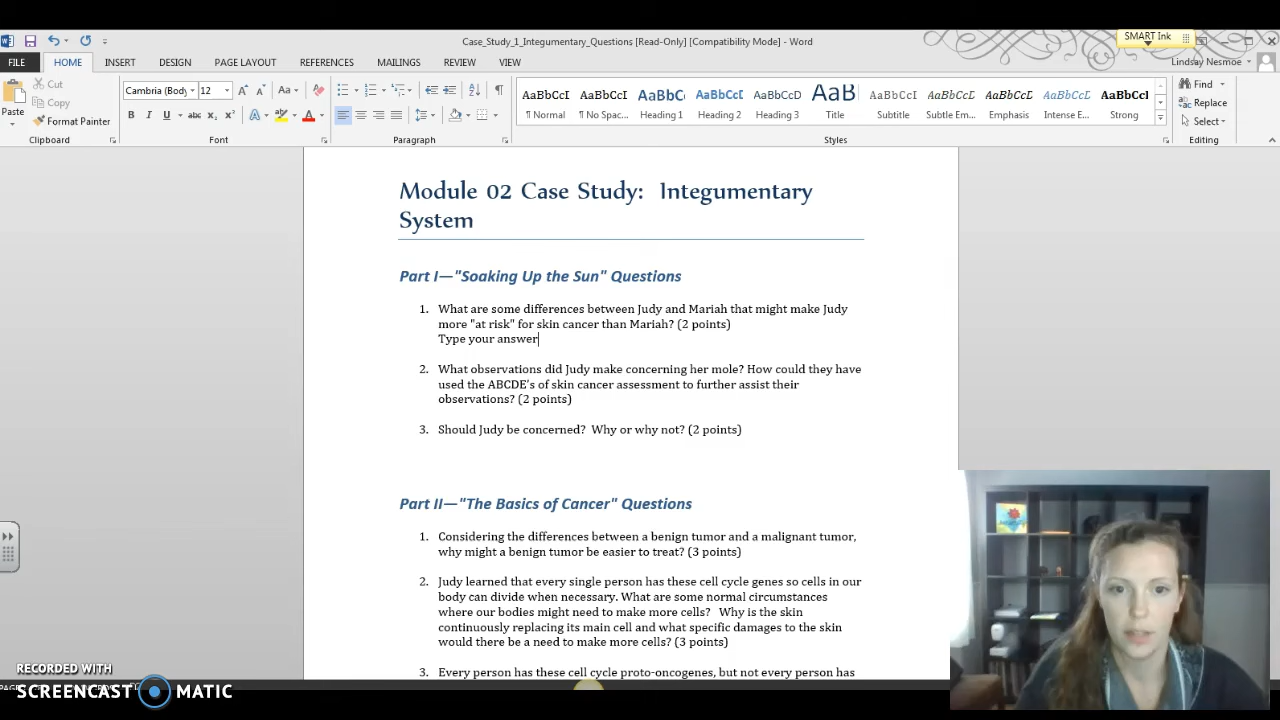 Case_Study_1_Integumentary_Questions [Read-Only] [Compatibility Mode] - Word
SMART Ink
FILE HOME INSERT DESIGN PAGE LAYOUT REFERENCES MAILINGS REVIEW VIEW
Lindsay Nesmoe
Paste
Cut
Copy
Format Painter
Cambria (Body 12
Aa
B I U abc X₂ X²
AaBbCcI AaBbCcI AaBbC AaBbCcD AaBbCcD AaB AaBbCcD AaBbCcD AaBbCcD AaBbCcD AaBbCcI
¶ Normal ¶ No Spac... Heading 1 Heading 2 Heading 3 Title Subtitle Subtle Em... Emphasis Intense E... Strong
Find
Replace
Select
Clipboard Font Paragraph Styles Editing
Module 02 Case Study: Integumentary
System
Part I—"Soaking Up the Sun" Questions
1. What are some differences between Judy and Mariah that might make Judy
more "at risk" for skin cancer than Mariah? (2 points)
Type your answer
2. What observations did Judy make concerning her mole? How could they have
used the ABCDE's of skin cancer assessment to further assist their
observations? (2 points)
3. Should Judy be concerned? Why or why not? (2 points)
Part II—"The Basics of Cancer" Questions
1. Considering the differences between a benign tumor and a malignant tumor,
why might a benign tumor be easier to treat? (3 points)
2. Judy learned that every single person has these cell cycle genes so cells in our
body can divide when necessary. What are some normal circumstances
where our bodies might need to make more cells? Why is the skin
continuously replacing its main cell and what specific damages to the skin
would there be a need to make more cells? (3 points)
3. Every person has these cell cycle proto-oncogenes, but not every person has
RECORDED WITH
SCREENCAST MATIC